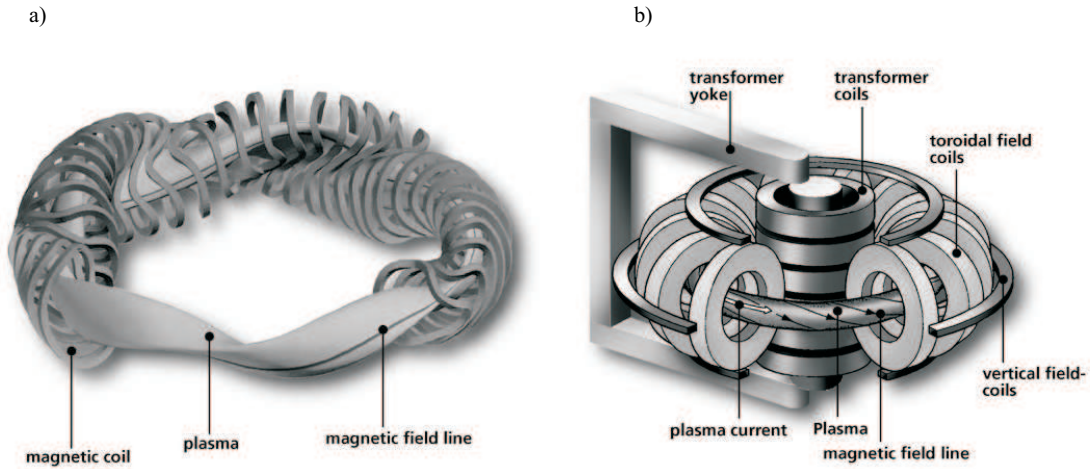 a)
b)
transformer
yoke
transformer
coils
toroidal field
coils
plasma
magnetic field line
magnetic coil
plasma current
Plasma
magnetic field line
vertical field-
coils